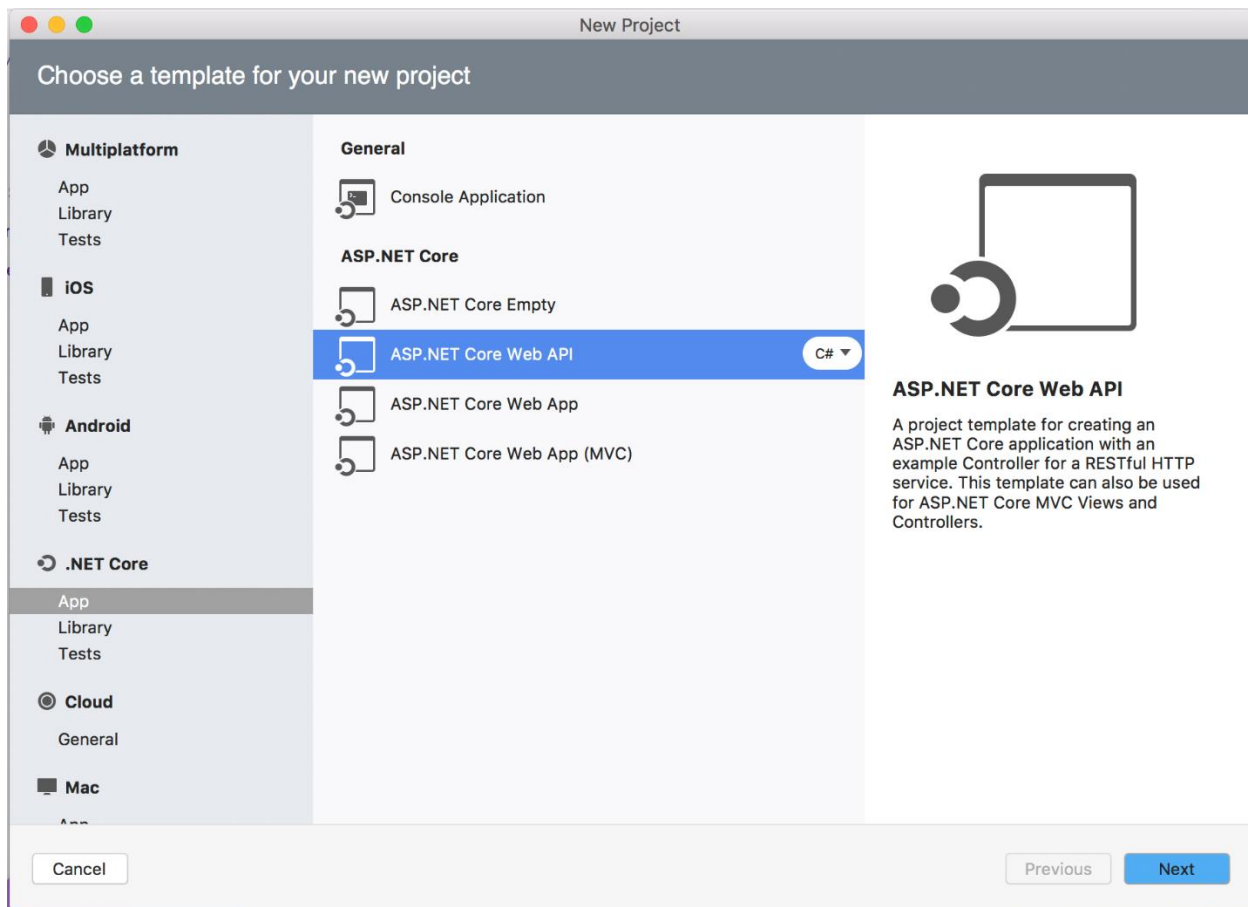 New Project
Choose a template for your new project
Multiplatform
App
Library
Tests
iOS
App
Library
Tests
Android
App
Library
Tests
.NET Core
App
Library
Tests
Cloud
General
Mac
App
General
Console Application
ASP.NET Core
ASP.NET Core Empty
ASP.NET Core Web API
C#
ASP.NET Core Web App
ASP.NET Core Web App (MVC)
ASP.NET Core Web API
A project template for creating an
ASP.NET Core application with an
example Controller for a RESTful HTTP
service. This template can also be used
for ASP.NET Core MVC Views and
Controllers.
Cancel
Previous
Next